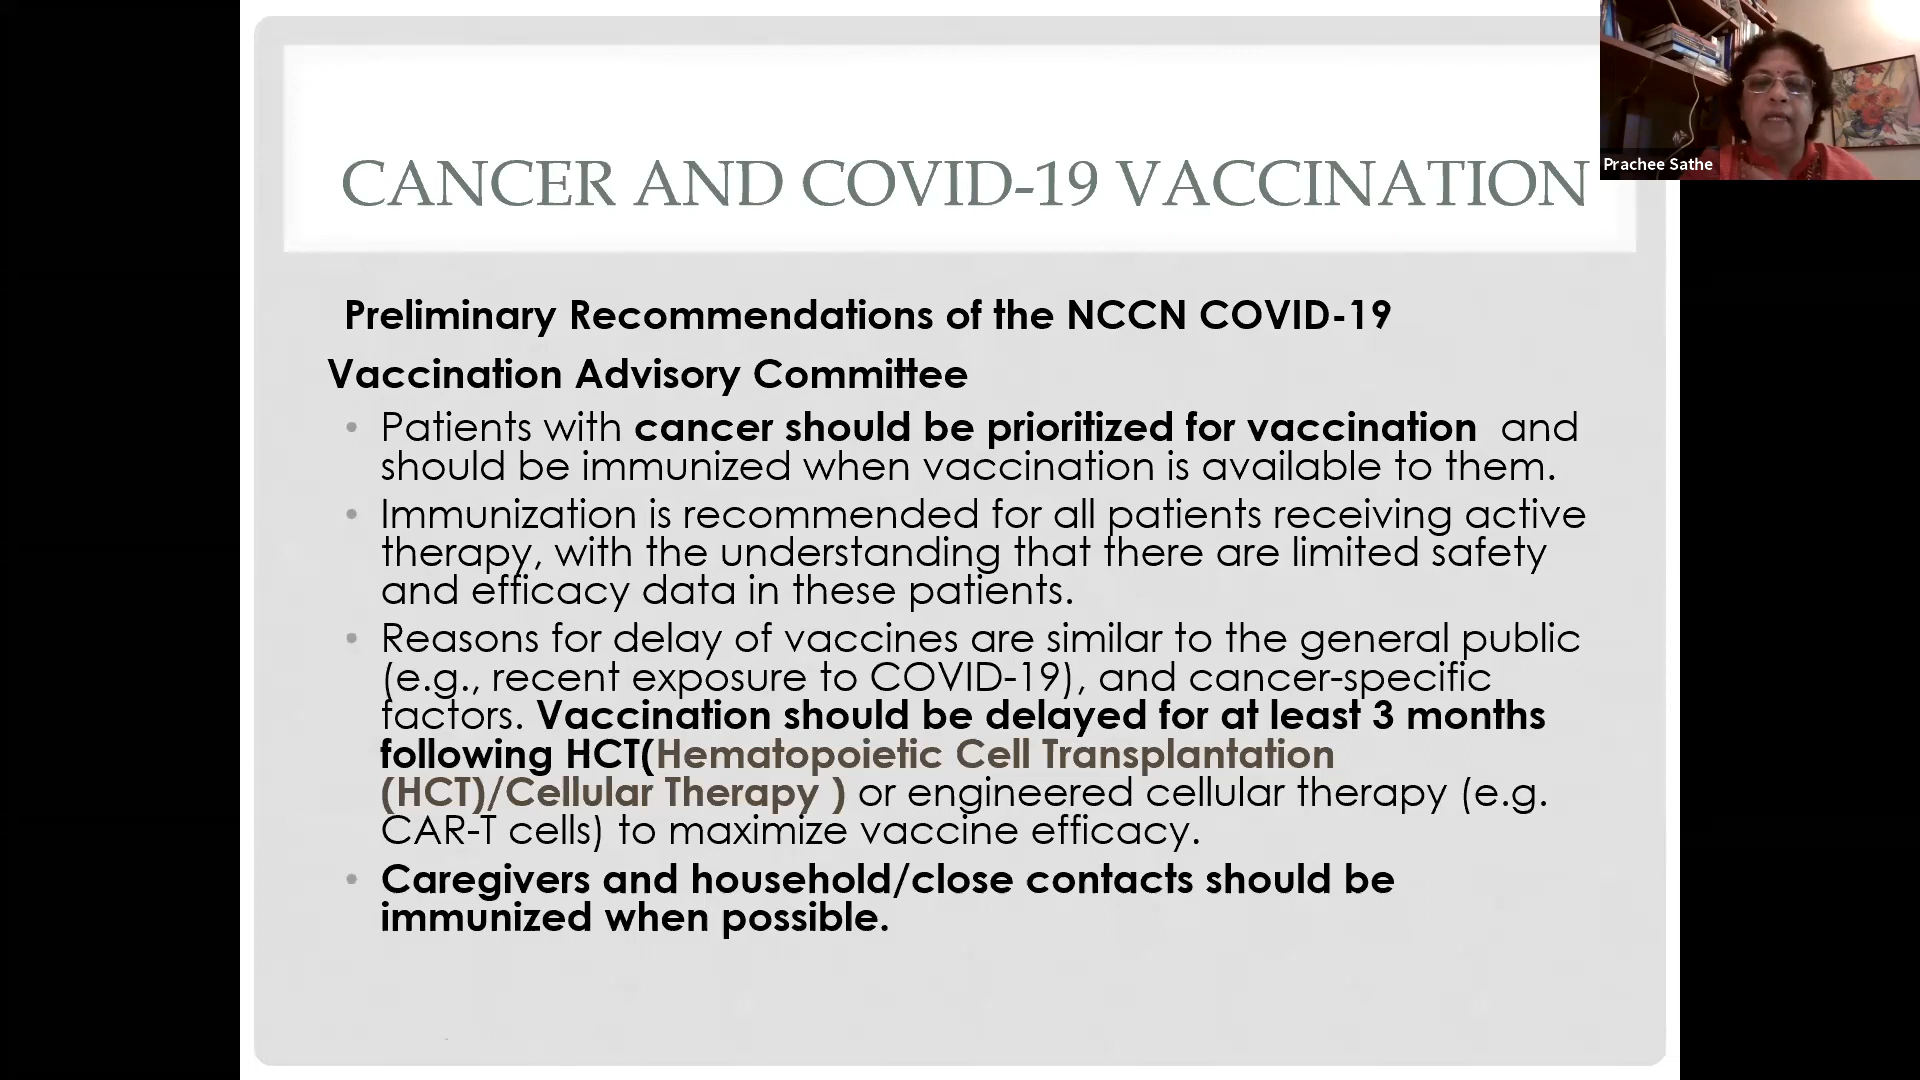 CANCER AND COVID-19 VACCINATION
Prachee Sathe
Preliminary Recommendations of the NCCN COVID-19
Vaccination Advisory Committee
• Patients with cancer should be prioritized for vaccination and
should be immunized when vaccination is available to them.
• Immunization is recommended for all patients receiving active
therapy, with the understanding that there are limited safety
and efficacy data in these patients.
• Reasons for delay of vaccines are similar to the general public
(e.g., recent exposure to COVID-19), and cancer-specific
factors. Vaccination should be delayed for at least 3 months
following HCT(Hematopoietic Cell Transplantation
(HCT)/Cellular Therapy ) or engineered cellular therapy (e.g.
CAR-T cells) to maximize vaccine efficacy.
• Caregivers and household/close contacts should be
immunized when possible.